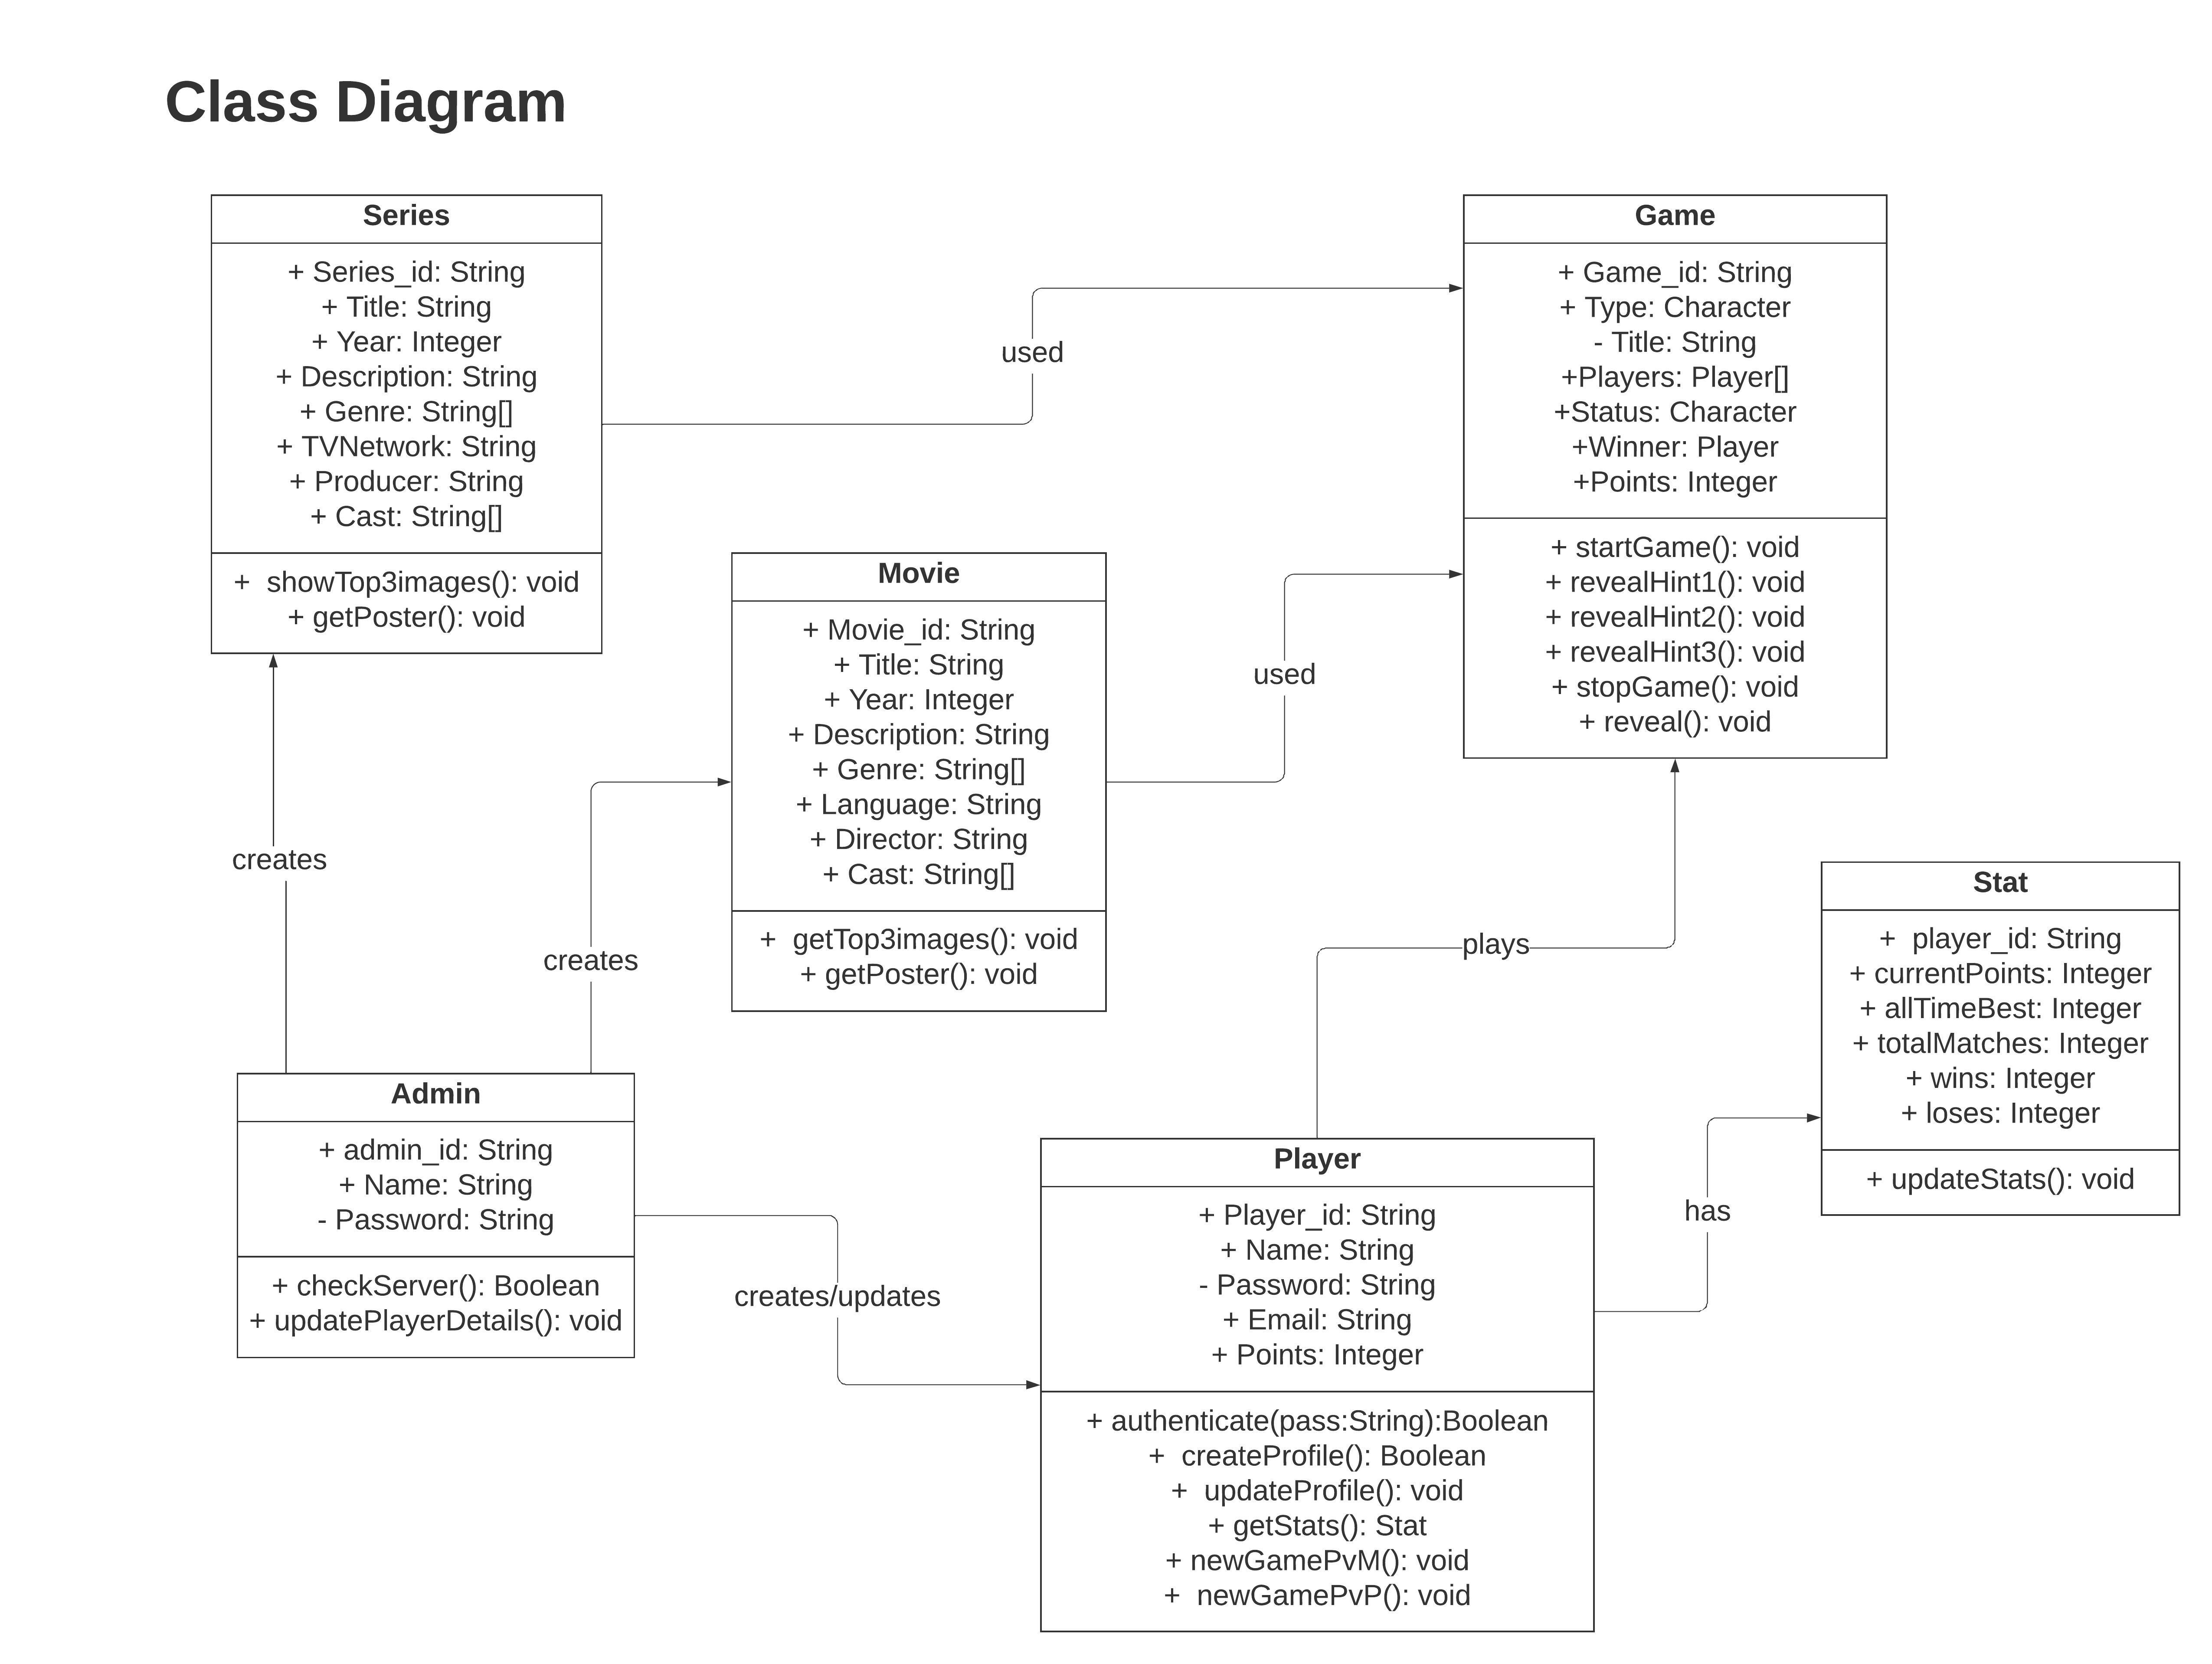 Class Diagram
Series
+ Series_id: String
+ Title: String
+ Year: Integer
+ Description: String
+ Genre: String[]
+ TVNetwork: String
+ Producer: String
+ Cast: String[]
+  showTop3images(): void
+ getPoster(): void
used
Game
+ Game_id: String
+ Type: Character
- Title: String
+Players: Player[]
+Status: Character
+Winner: Player
+Points: Integer
+ startGame(): void
+ revealHint1(): void
+ revealHint2(): void
+ revealHint3(): void
+ stopGame(): void
+ reveal(): void
Movie
+ Movie_id: String
+ Title: String
+ Year: Integer
+ Description: String
+ Genre: String[]
+ Language: String
+ Director: String
+ Cast: String[]
+  getTop3images(): void
+ getPoster(): void
used
creates
creates
plays
Stat
+  player_id: String
+ currentPoints: Integer
+ allTimeBest: Integer
+ totalMatches: Integer
+ wins: Integer
+ loses: Integer
+ updateStats(): void
Admin
+ admin_id: String
+ Name: String
- Password: String
+ checkServer(): Boolean
+ updatePlayerDetails(): void
creates/updates
Player
+ Player_id: String
+ Name: String
- Password: String
+ Email: String
+ Points: Integer
+ authenticate(pass:String):Boolean
+  createProfile(): Boolean
+  updateProfile(): void
+ getStats(): Stat
+ newGamePvM(): void
+  newGamePvP(): void
has